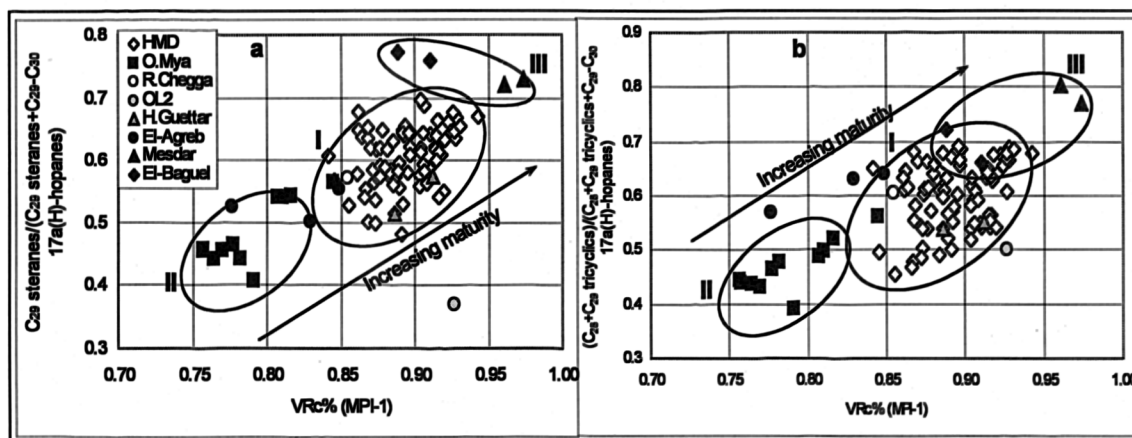 C29 steranes/(C29 steranes+C29-C30
17a(H)-hopanes)
0.8
0.7
0.6
0.5
0.4
0.3
a
HMD
O.Mya
R.Chegga
OL2
H.Guettar
El-Agreb
Mesdar
El-Baguel
I
II
III
Increasing maturity
0.70 0.75 0.80 0.85 0.90 0.95 1.00
VRc% (MPI-1)
(C28+C29 tricyclics)/(C28+C29 tricyclics+C29-C30
17a(H)-hopanes)
0.9
0.8
0.7
0.6
0.5
0.4
0.3
b
I
II
III
Increasing maturity
0.70 0.75 0.80 0.85 0.90 0.95 1.00
VRc% (MPI-1)